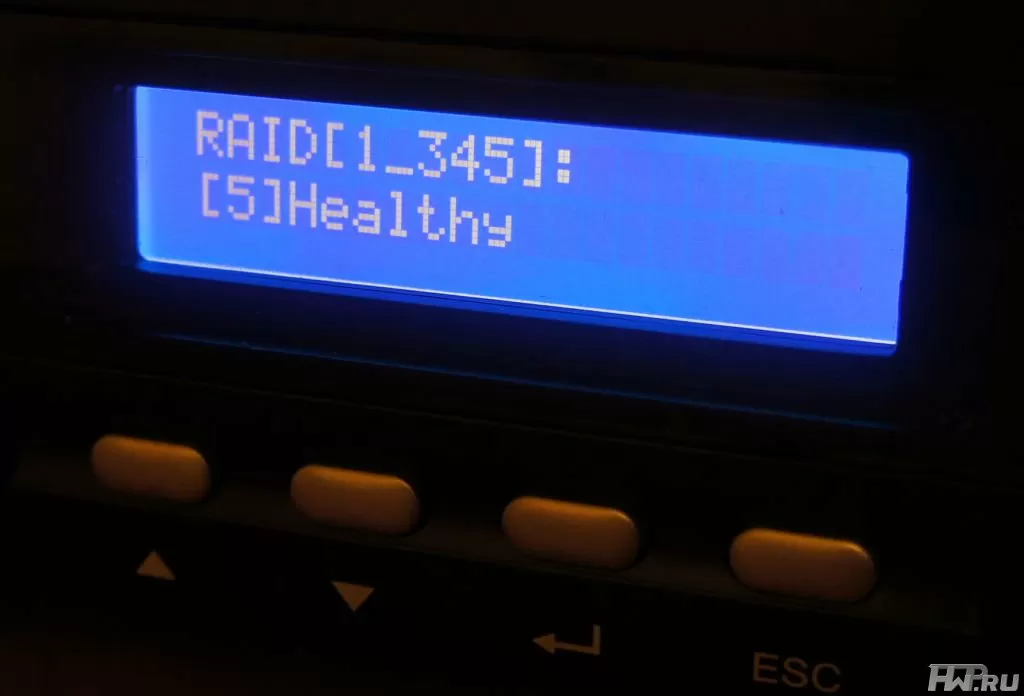 RAID[1_345]:
[5]Healthy
ESC
HWP.RU